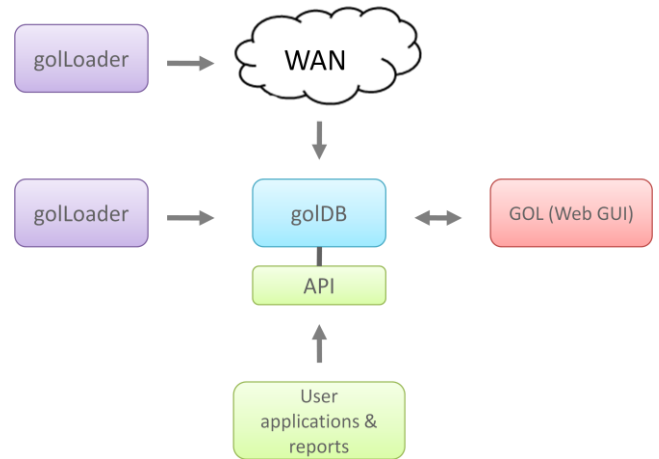 golLoader
WAN
golLoader
golDB
GOL (Web GUI)
API
User
applications &
reports